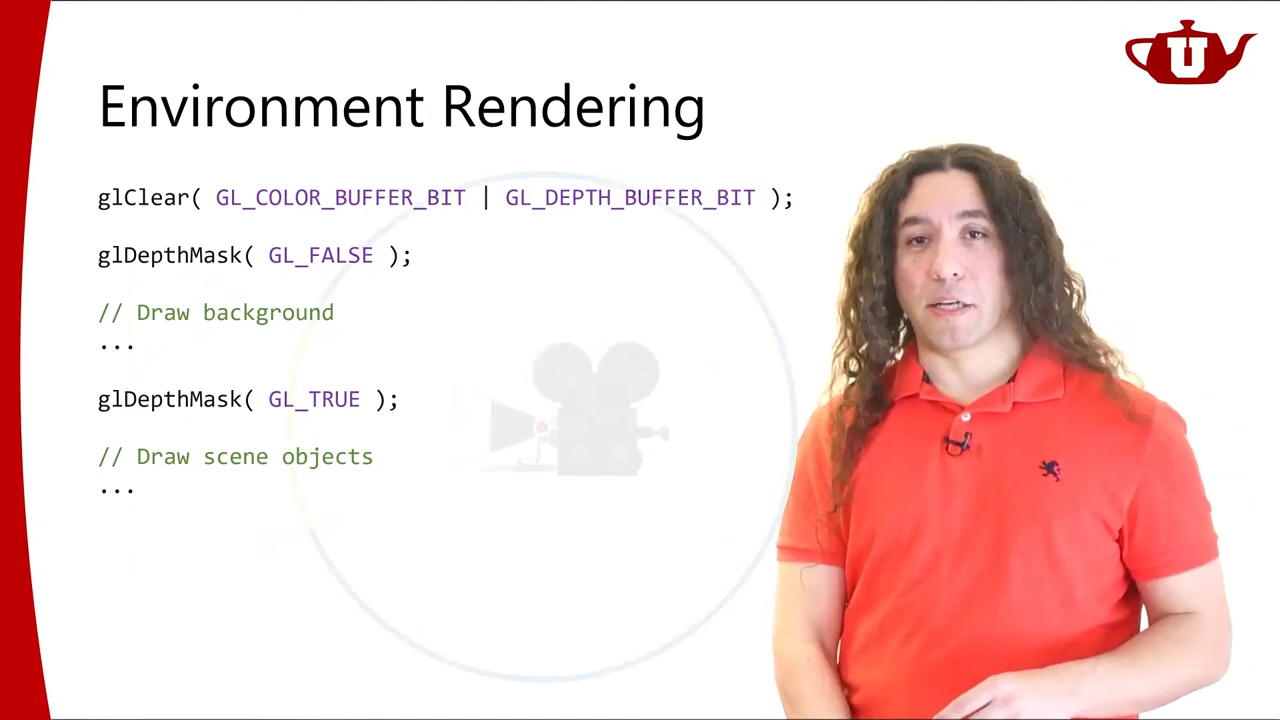 U
Environment Rendering
glClear( GL_COLOR_BUFFER_BIT | GL_DEPTH_BUFFER_BIT );
glDepthMask( GL_FALSE );
// Draw background
...
glDepthMask( GL_TRUE );
// Draw scene objects
...